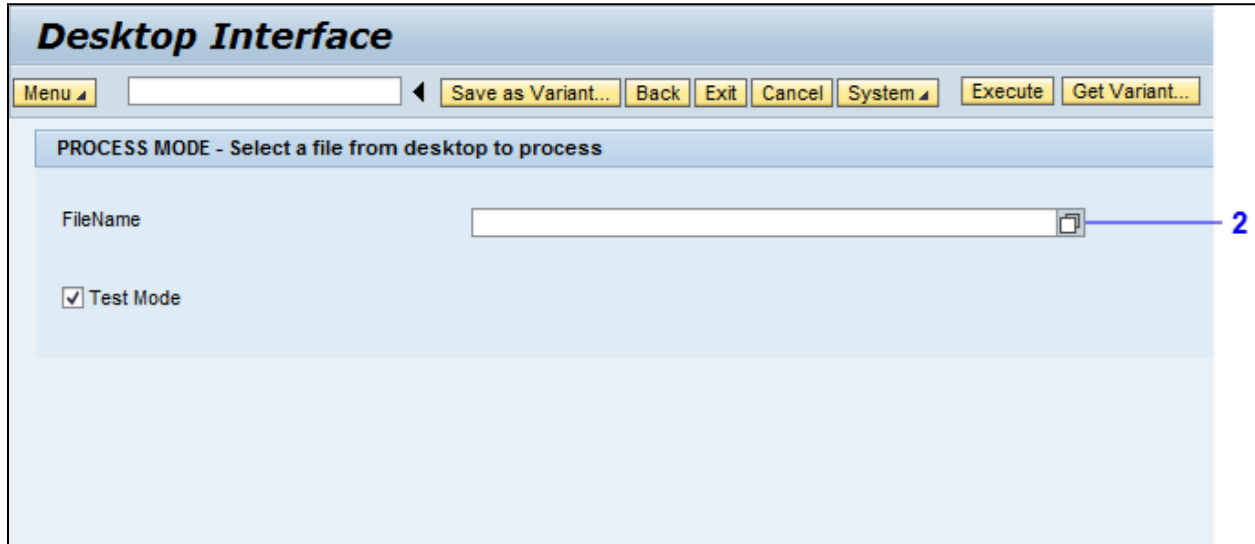 Desktop Interface
Menu Save as Variant... Back Exit Cancel System Execute Get Variant...
PROCESS MODE - Select a file from desktop to process
FileName 2
Test Mode